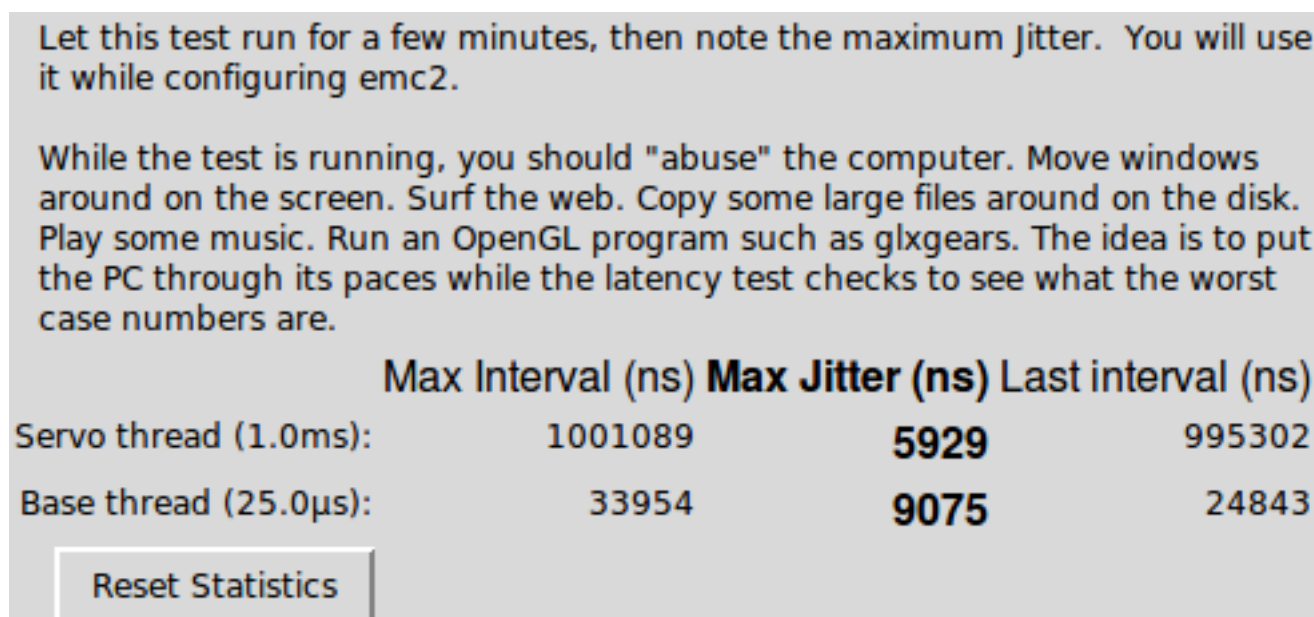 Let this test run for a few minutes, then note the maximum Jitter.  You will use
it while configuring emc2.
While the test is running, you should "abuse" the computer. Move windows
around on the screen. Surf the web. Copy some large files around on the disk.
Play some music. Run an OpenGL program such as glxgears. The idea is to put
the PC through its paces while the latency test checks to see what the worst
case numbers are.
Max Interval (ns) Max Jitter (ns) Last interval (ns)
Servo thread (1.0ms): 1001089 5929 995302
Base thread (25.0µs): 33954 9075 24843
Reset Statistics